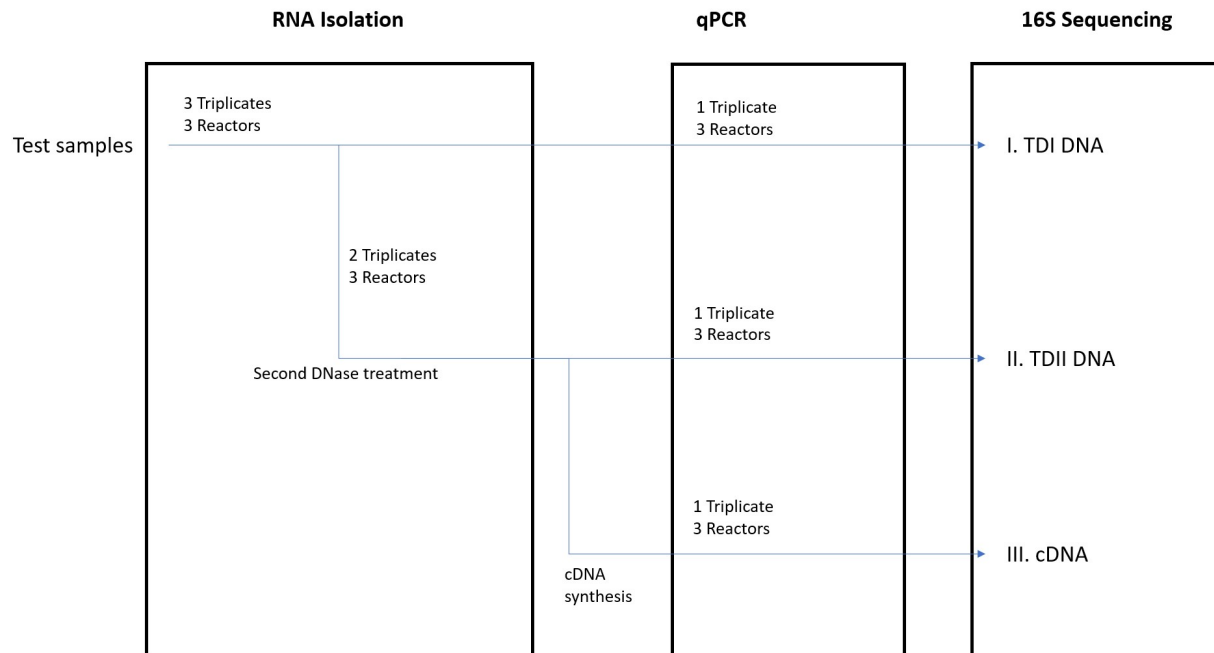 RNA Isolation
qPCR
16S Sequencing
3 Triplicates
3 Reactors
1 Triplicate
3 Reactors
Test samples
I. TDI DNA
2 Triplicates
3 Reactors
1 Triplicate
3 Reactors
Second DNase treatment
II. TDII DNA
1 Triplicate
3 Reactors
III. cDNA
cDNA
synthesis